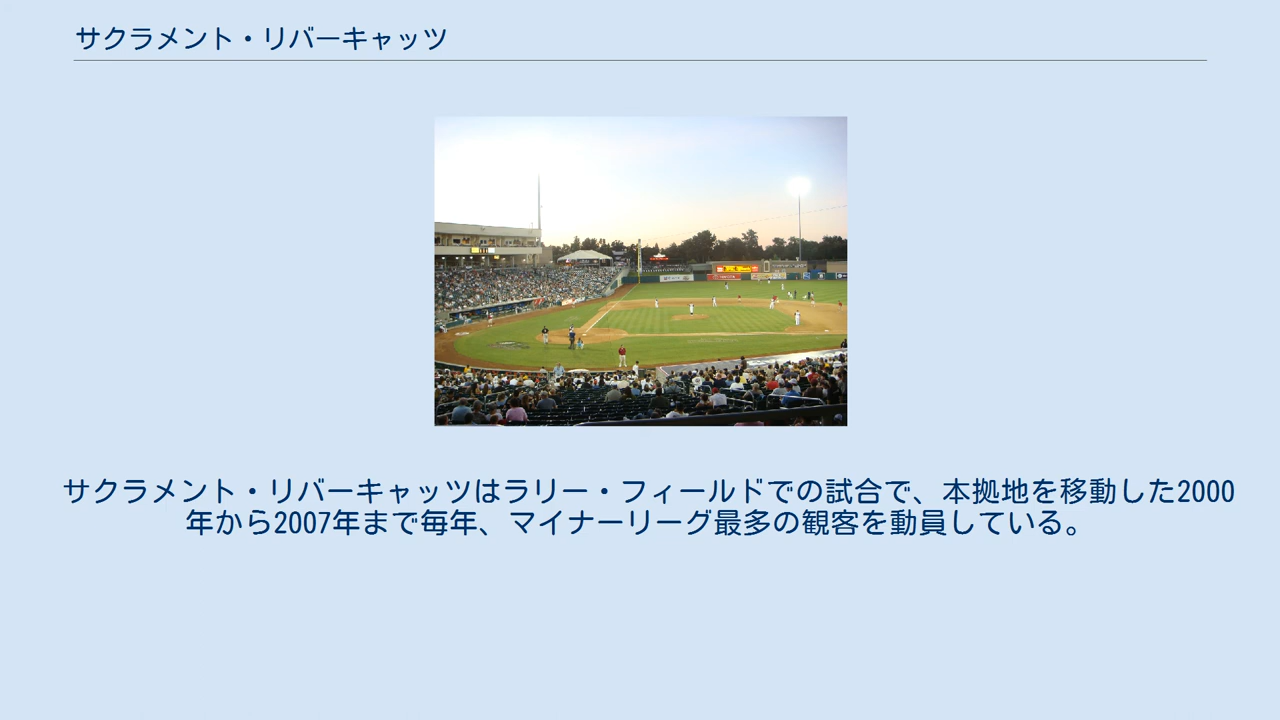 サクラメント・リバーキャッツ
サクラメント・リバーキャッツはラリー・フィールドでの試合で、本拠地を移動した2000
年から2007年まで毎年、マイナーリーグ最多の観客を動員している。